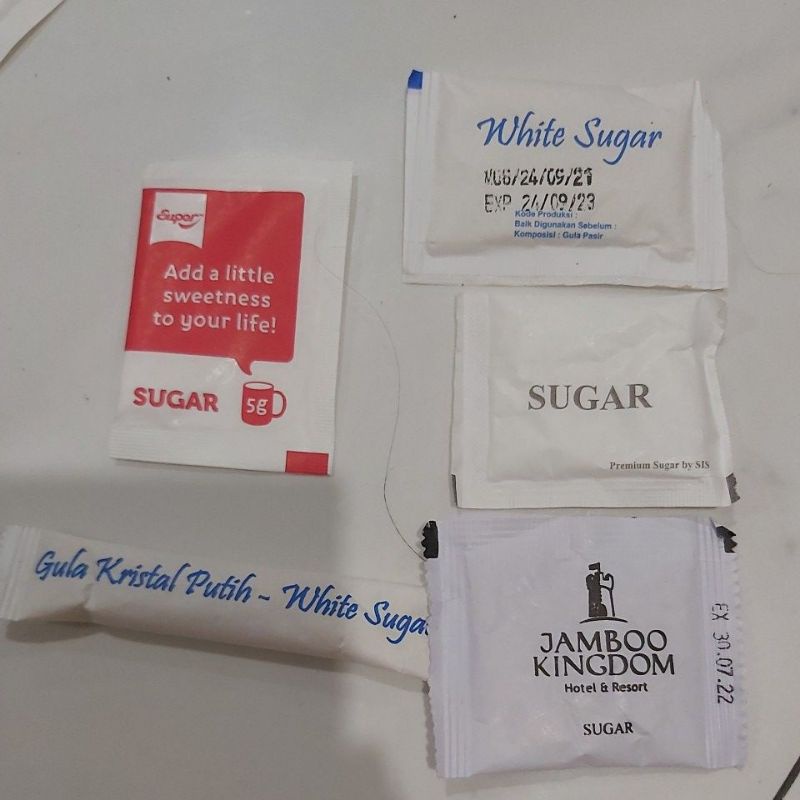 Super
Add a little
sweetness
to your life!
SUGAR
5g
White Sugar
M06/24/09/21
EXP 24/09/23
Kode Produksi :
Baik Digunakan Sebelum :
Komposisi : Gula Pasir
SUGAR
Premium Sugar by SIS
Gula Kristal Putih - White Sugar
JAMBOO
KINGDOM
Hotel & Resort
SUGAR
EX 30.07.22